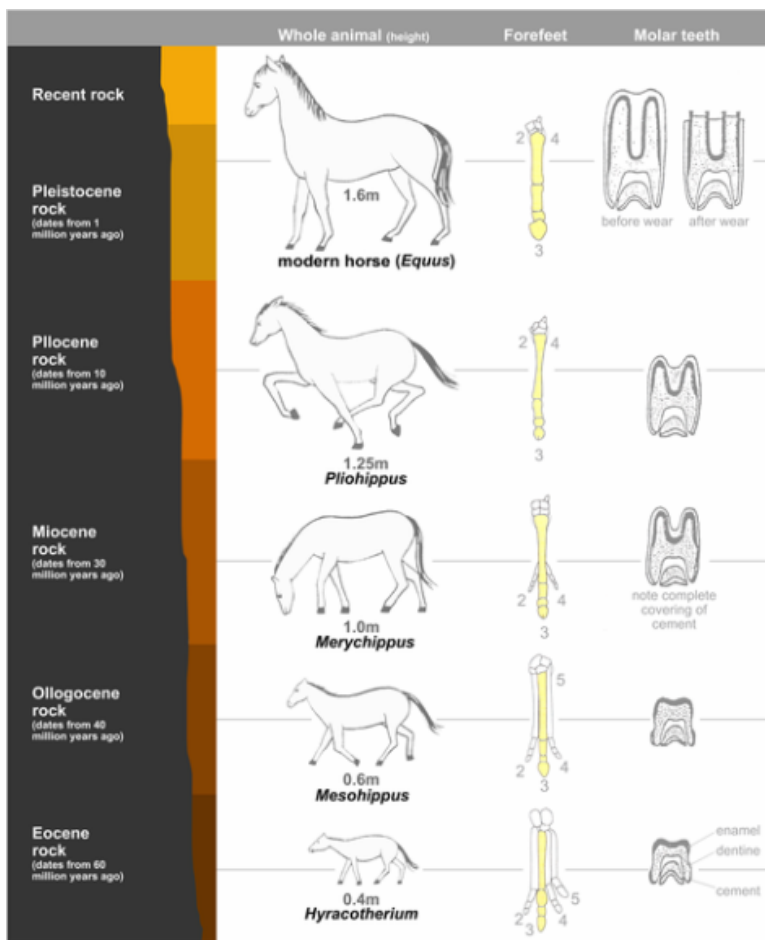 Whole animal (height)
Forefeet
Molar teeth
Recent rock
1.6m
2
4
3
before wear
after wear
modern horse (Equus)
Pleistocene
rock
(dates from 1
million years ago)
Pllocene
rock
(dates from 10
million years ago)
1.25m
Pliohippus
2
4
3
Miocene
rock
(dates from 30
million years ago)
1.0m
Merychippus
2
4
3
note complete
covering of
cement
Ollogocene
rock
(dates from 40
million years ago)
0.6m
Mesohippus
5
2
4
3
Eocene
rock
(dates from 60
million years ago)
0.4m
Hyracotherium
5
2
4
3
enamel
dentine
cement